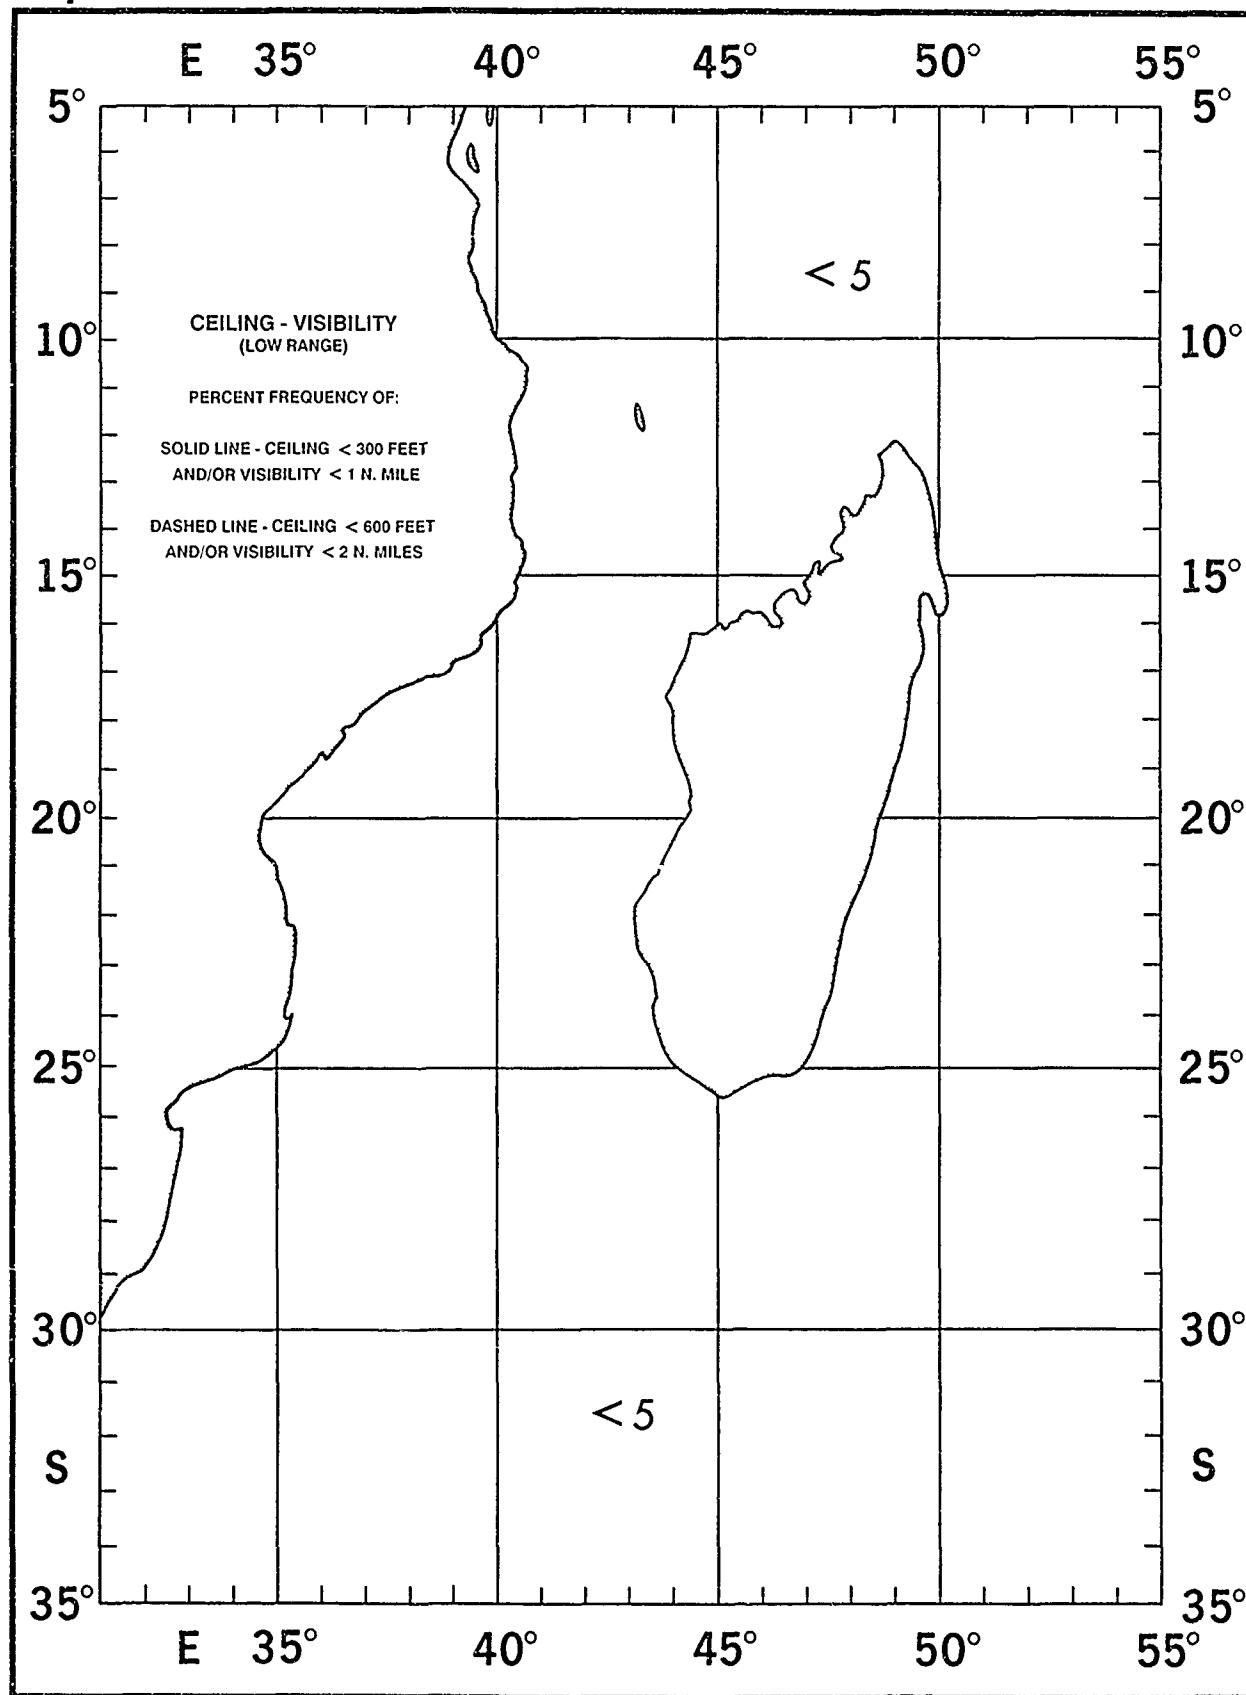 E 35° 40° 45° 50° 55°
5° 5°
< 5
CEILING - VISIBILITY
10° 10°
(LOW RANGE)
PERCENT FREQUENCY OF:
SOLID LINE - CEILING < 300 FEET
AND/OR VISIBILITY < 1 N. MILE
DASHED LINE - CEILING < 600 FEET
AND/OR VISIBILITY < 2 N. MILES
15° 15°
20° 20°
25° 25°
30° 30°
< 5
S S
35° 35°
E 35° 40° 45° 50° 55°